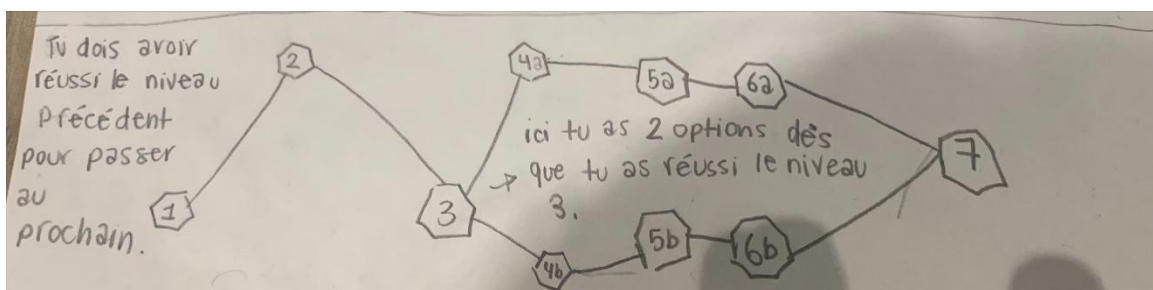 Tu dois avoir
réussi le niveau
Précédent
pour passer
au
prochain.
1
2
3
4a
5a
6a
ici tu as 2 options dès
→ que tu as réussi le niveau
3.
4b
5b
6b
7